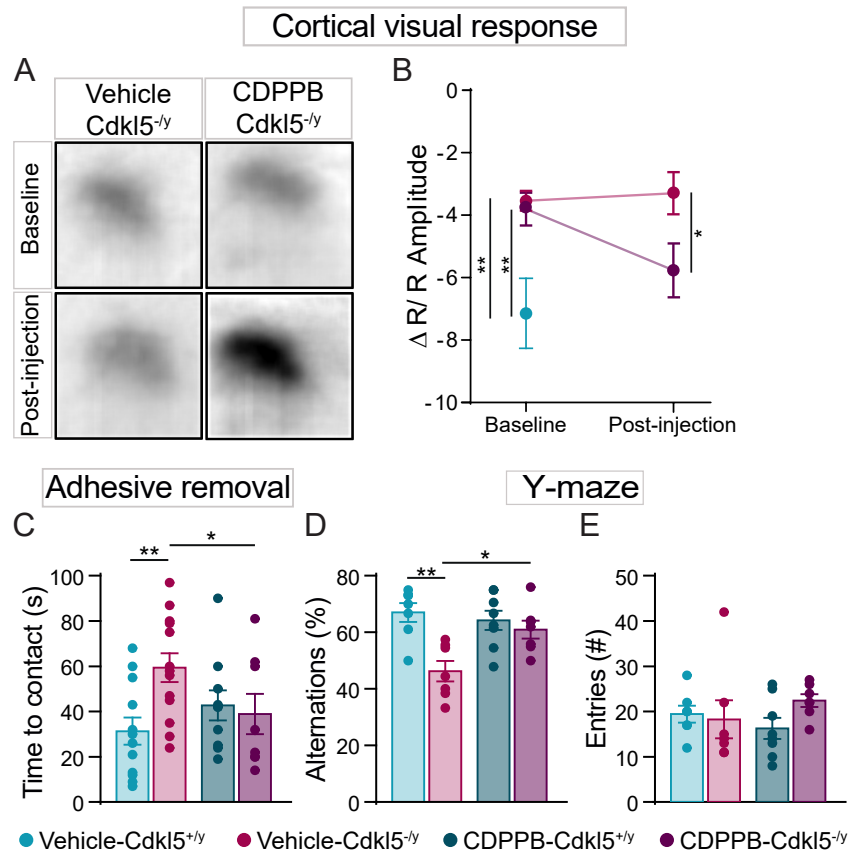 Cortical visual response
A
Vehicle
Cdkl5-/y
CDPPB
Cdkl5-/y
Baseline
Post-injection
B
Δ R/ R Amplitude
0
-2
-4
-6
-8
-10
**
**
*
Baseline
Post-injection
Adhesive removal
Y-maze
C
Time to contact (s)
100
80
60
40
20
0
**
*
D
Alternations (%)
80
60
40
20
0
**
*
E
Entries (#)
50
40
30
20
10
0
Vehicle-Cdkl5+/y
Vehicle-Cdkl5-/y
CDPPB-Cdkl5+/y
CDPPB-Cdkl5-/y